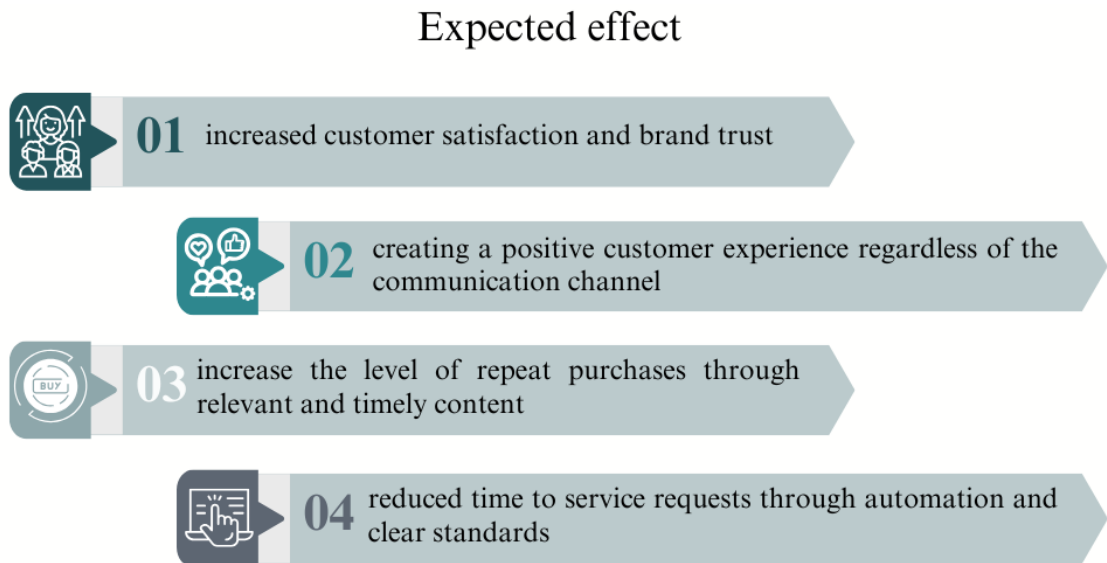 Expected effect
01 increased customer satisfaction and brand trust
02 creating a positive customer experience regardless of the
communication channel
BUY
03 increase the level of repeat purchases through
relevant and timely content
04 reduced time to service requests through automation and
clear standards